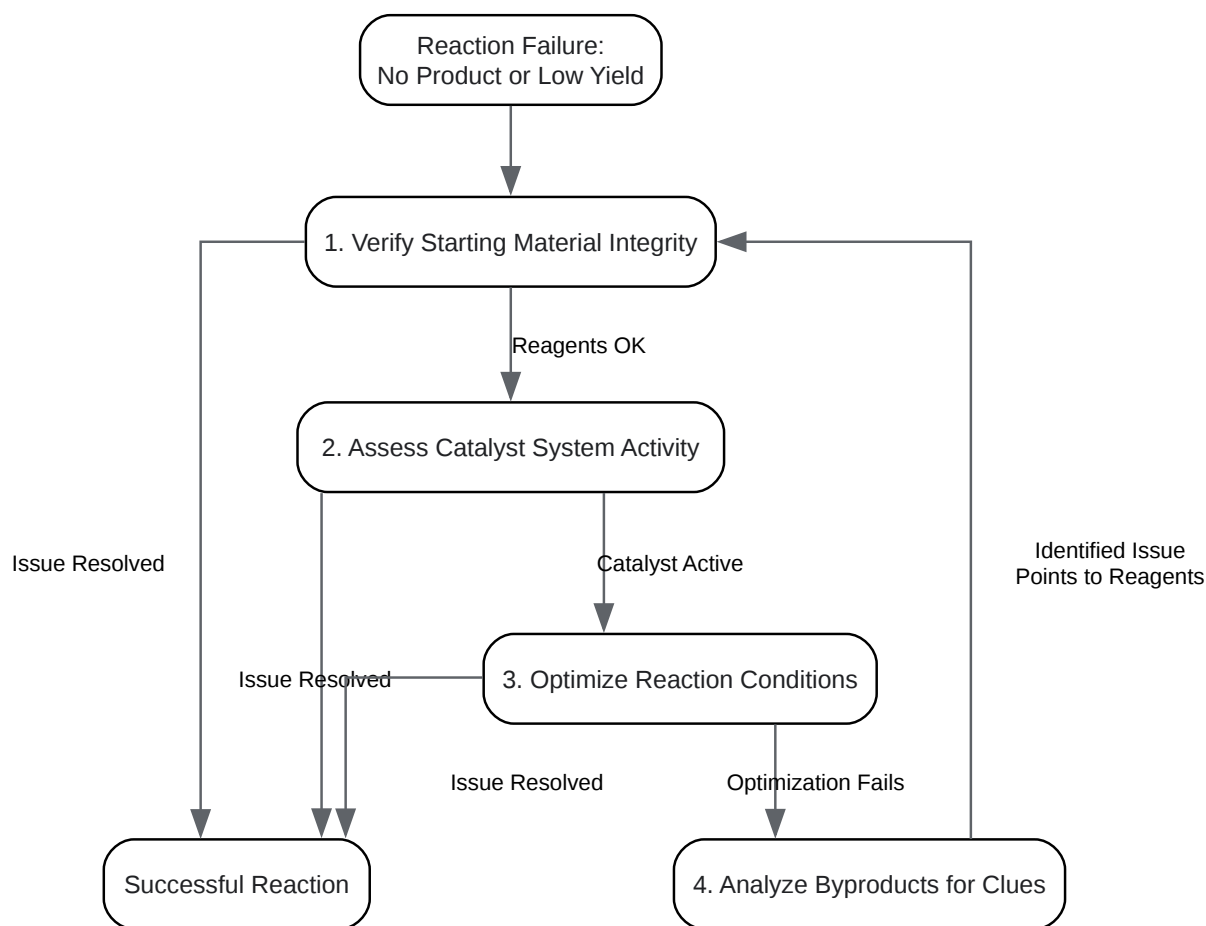 Reaction Failure:
No Product or Low Yield
1. Verify Starting Material Integrity
Reagents OK
2. Assess Catalyst System Activity
Issue Resolved
Catalyst Active
Identified Issue
Points to Reagents
Issue Resolved
3. Optimize Reaction Conditions
Issue Resolved
Optimization Fails
Successful Reaction
4. Analyze Byproducts for Clues